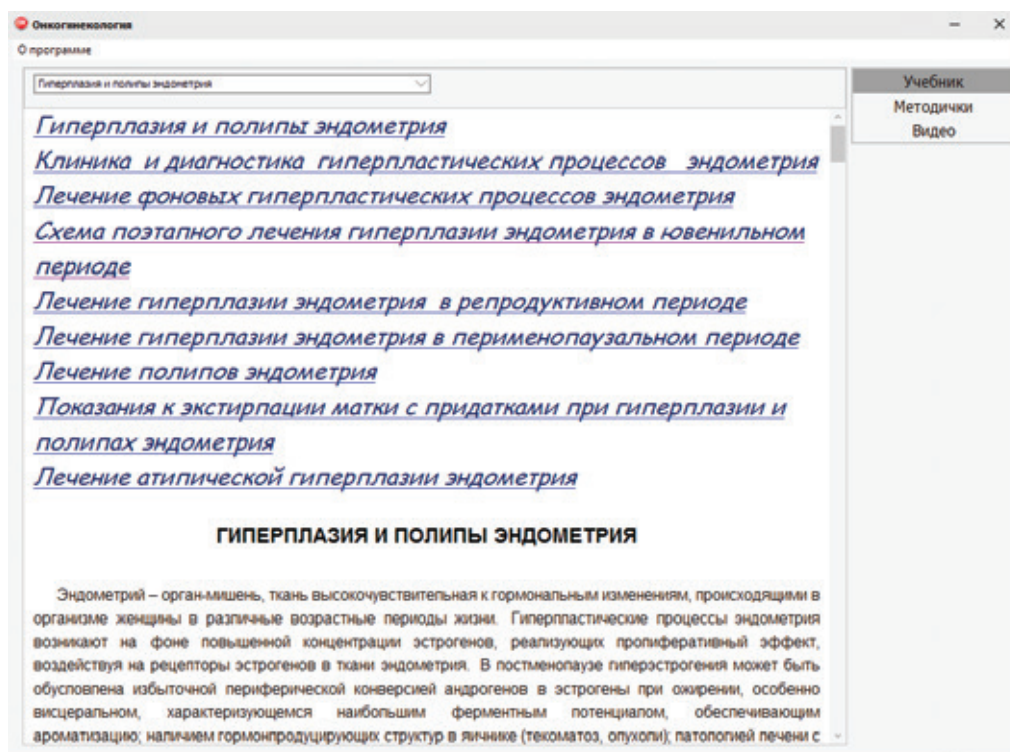 Онкогинекология
О программе
Гиперплазия и полипы эндометрия
Учебник
Методички
Видео
Гиперплазия и полипы эндометрия
Клиника и диагностика гиперпластических процессов эндометрия
Лечение фоновых гиперпластических процессов эндометрия
Схема поэтапного лечения гиперплазии эндометрия в ювенильном
периоде
Лечение гиперплазии эндометрия в репродуктивном периоде
Лечение гиперплазии эндометрия в перименопаузальном периоде
Лечение полипов эндометрия
Показания к экстирпации матки с придатками при гиперплазии и
полипах эндометрия
Лечение атипической гиперплазии эндометрия
ГИПЕРПЛАЗИЯ И ПОЛИПЫ ЭНДОМЕТРИЯ
Эндометрий – орган-мишень, ткань высокочувствительная к гормональным изменениям, происходящими в
организме женщины в различные возрастные периоды жизни. Гиперпластические процессы эндометрия
возникают на фоне повышенной концентрации эстрогенов, реализующих пролиферативный эффект,
воздействуя на рецепторы эстрогенов в ткани эндометрия. В постменопаузе гиперэстрогения может быть
обусловлена избыточной периферической конверсией андрогенов в эстрогены при ожирении, особенно
висцеральном, характеризующемся наибольшим ферментным потенциалом, обеспечивающим
ароматизацию; наличием гормонпродуцирующих структур в яичнике (текоматоз, опухоли); патологией печени с